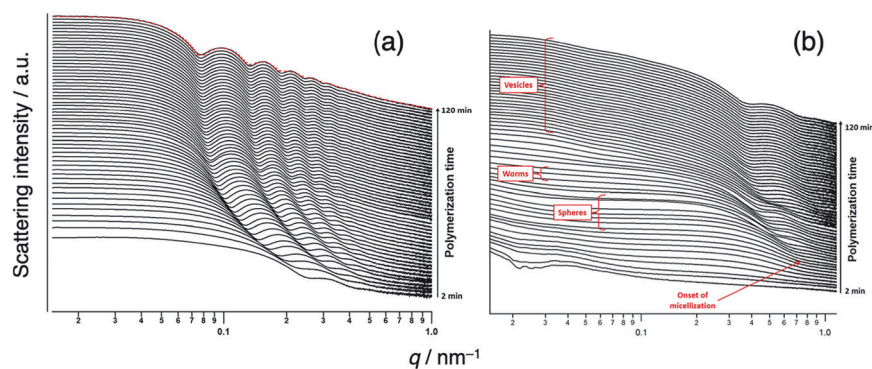 (a)
(b)
Scattering intensity / a.u.
120 min
Polymerization time
2 min
Vesicles
Worms
Spheres
Onset of
micellization
120 min
Polymerization time
2 min
2 3 4 5 6 7 8 9 2 3 4 5 6 7 8 9
0.1 1.0
2 3 4 5 6 7 8 9 2 3 4 5 6 7 8 9
0.1 1.0
q / nm⁻¹